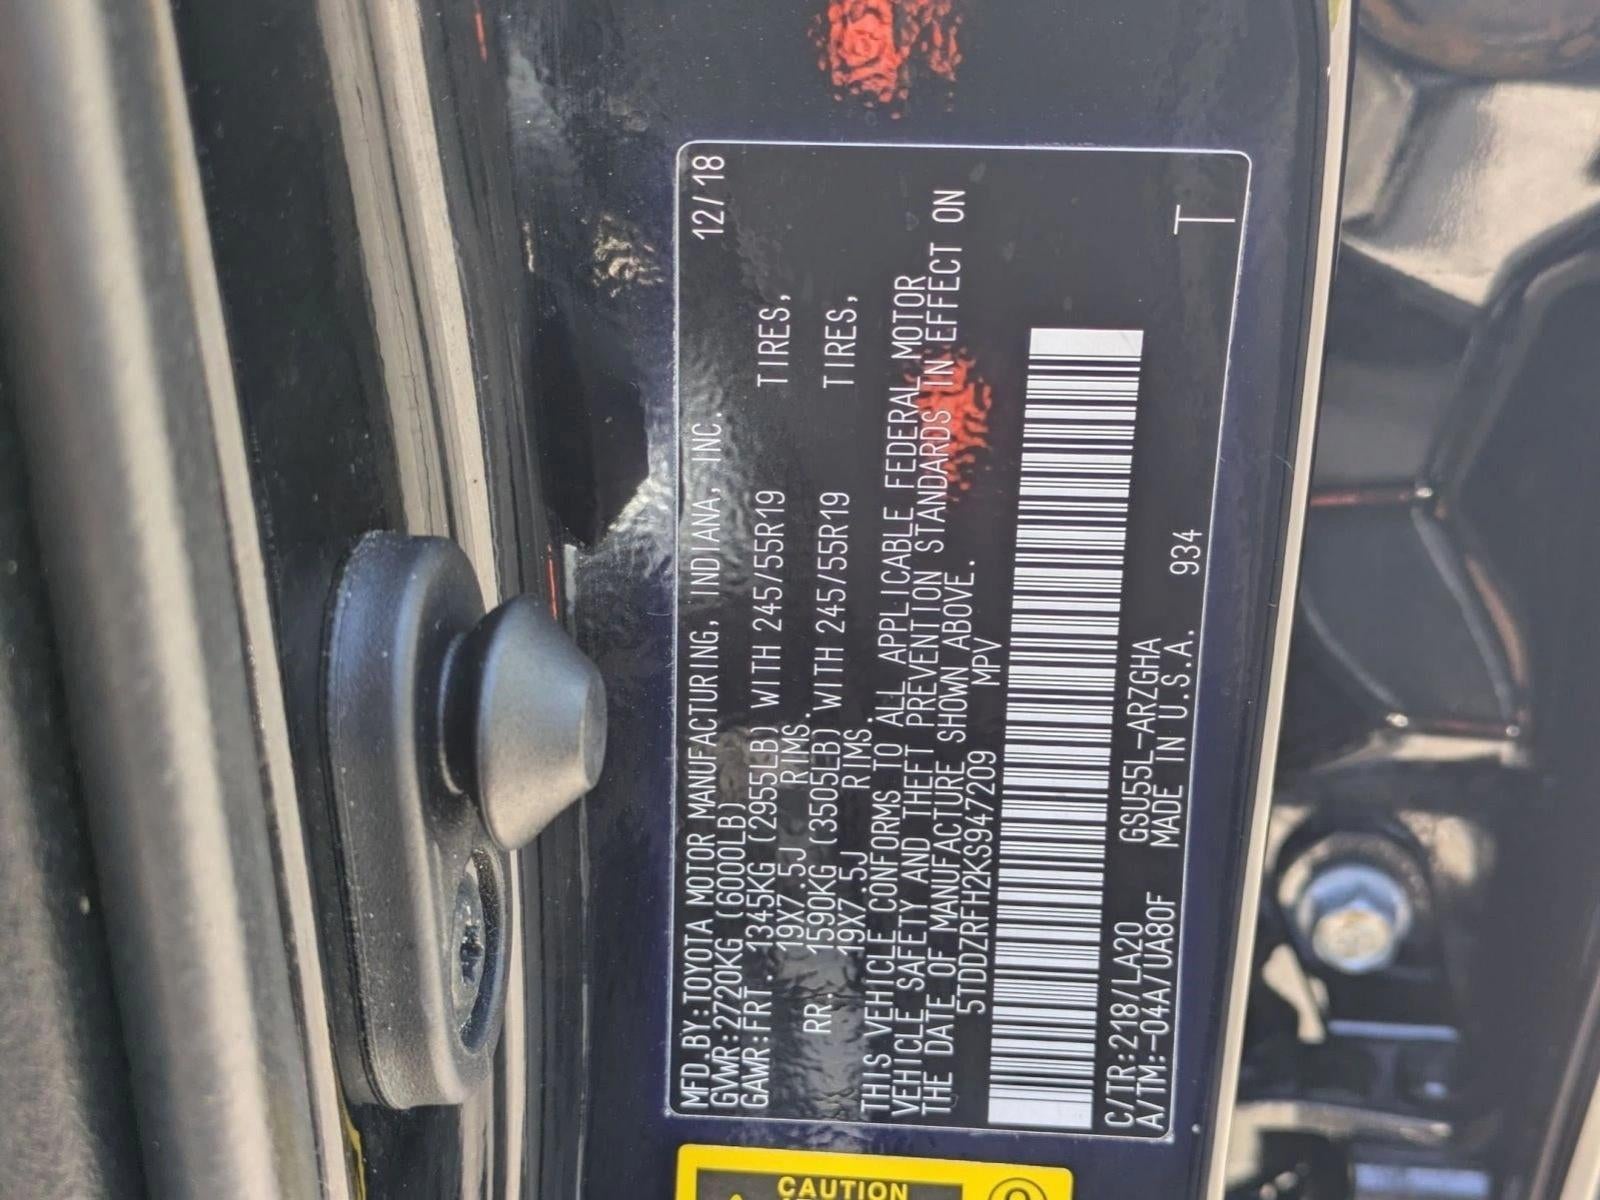 MFD.BY:TOYOTA MOTOR MANUFACTURING, INDIANA, INC. 12/18
GVWR:2720KG (6000LB)
GAWR:FRT. 1345KG (2955LB) WITH 245/55R19 TIRES,
19X7.5J RIMS.
RR. 1590KG (3505LB) WITH 245/55R19 TIRES,
19X7.5J RIMS.
THIS VEHICLE CONFORMS TO ALL APPLICABLE FEDERAL MOTOR
VEHICLE SAFETY AND THEFT PREVENTION STANDARDS IN EFFECT ON
THE DATE OF MANUFACTURE SHOWN ABOVE.
5TDDZRFH2KS947209 MPV
C/TR:218/LA20 GSU55L-ARZGHA
A/TM:-04A/UA80F MADE IN U.S.A. 934
T
CAUTION